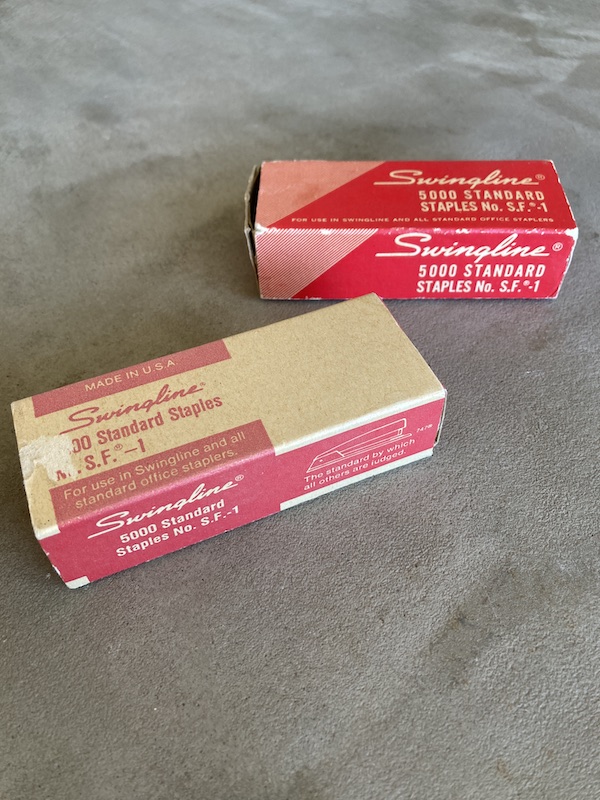 Swingline®
5000 STANDARD
STAPLES No. S.F.®-1
FOR USE IN SWINGLINE AND ALL STANDARD OFFICE STAPLERS
Swingline®
5000 STANDARD
STAPLES No. S.F.®-1
MADE IN U.S.A.
Swingline®
00 Standard Staples
S.F.®-1
For use in Swingline and all
standard office staplers.
Swingline®
5000 Standard
Staples No. S.F.-1
747®
The standard by which
all others are judged.